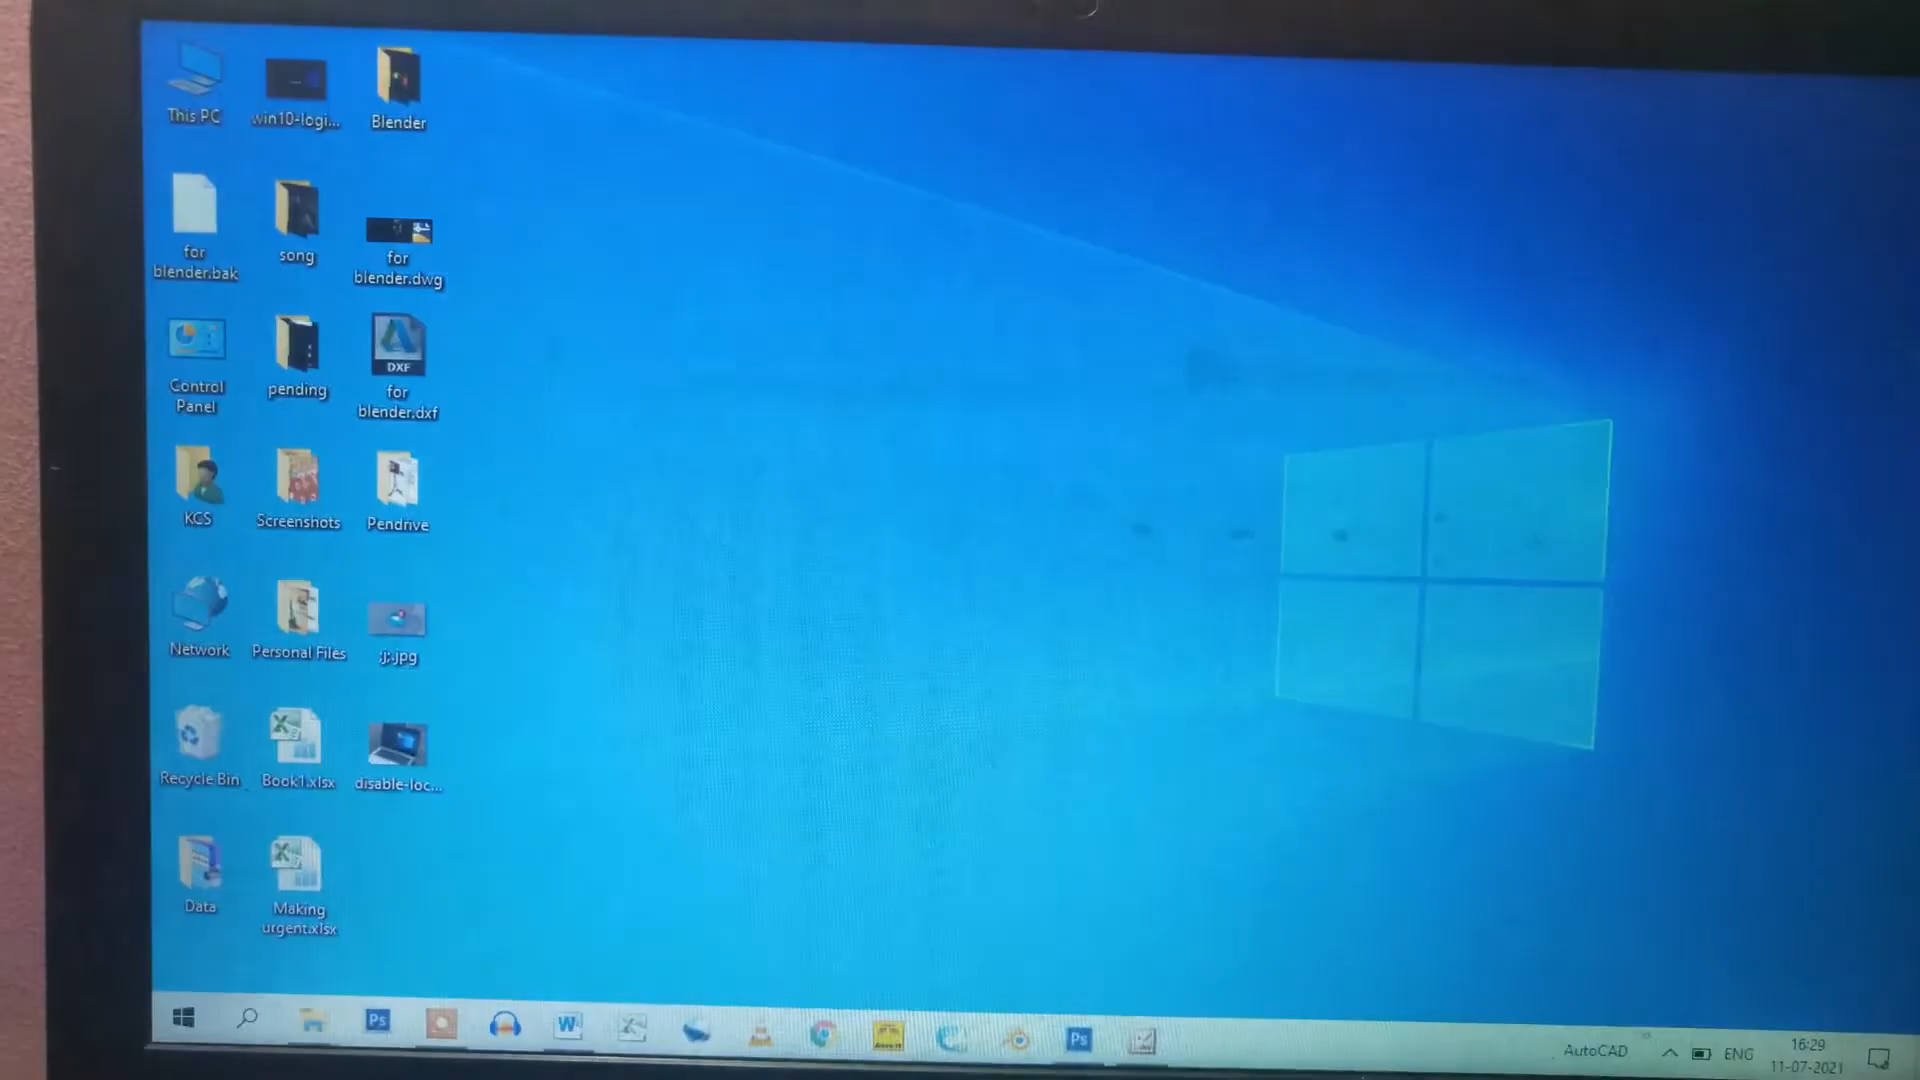 This PC
win10-logi...
Blender
for
blender.bak
song
for
blender.dwg
Control
Panel
pending
DXF
for
blender.dxf
KCS
Screenshots
Pendrive
Network
Personal Files
;j;.jpg
Recycle Bin
Book1.xlsx
disable-loc...
Data
Making
urgent.xlsx
Ps
W
Ps
AutoCAD
ENG
16:29
11-07-2021